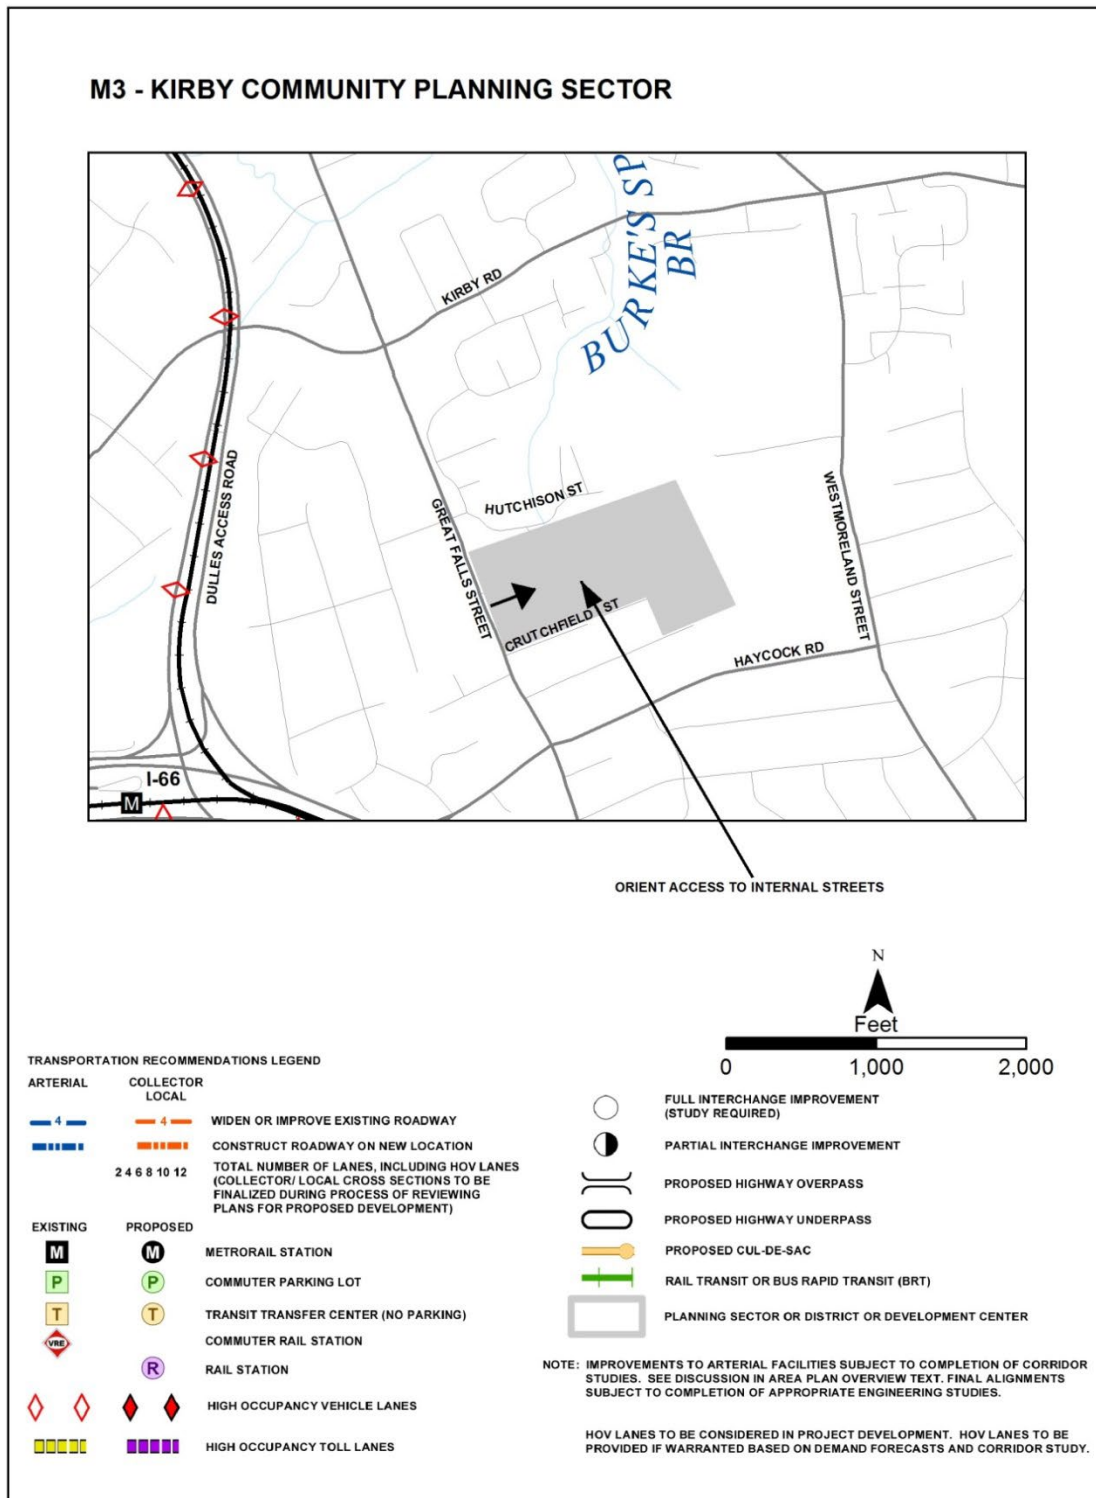 M3 - KIRBY COMMUNITY PLANNING SECTOR
BURKE'S SP
BR
KIRBY RD
DULLES ACCESS ROAD
GREAT FALLS STREET
HUTCHISON ST
CRUTCHFIELD ST
WESTMORELAND STREET
HAYCOCK RD
I-66
M
ORIENT ACCESS TO INTERNAL STREETS
N
Feet
0 1,000 2,000
TRANSPORTATION RECOMMENDATIONS LEGEND
ARTERIAL COLLECTOR
LOCAL
4 4 WIDEN OR IMPROVE EXISTING ROADWAY
CONSTRUCT ROADWAY ON NEW LOCATION
2 4 6 8 10 12 TOTAL NUMBER OF LANES, INCLUDING HOV LANES
(COLLECTOR/ LOCAL CROSS SECTIONS TO BE
FINALIZED DURING PROCESS OF REVIEWING
PLANS FOR PROPOSED DEVELOPMENT)
EXISTING PROPOSED
M M METRORAIL STATION
P P COMMUTER PARKING LOT
T T TRANSIT TRANSFER CENTER (NO PARKING)
VRE COMMUTER RAIL STATION
R RAIL STATION
HIGH OCCUPANCY VEHICLE LANES
HIGH OCCUPANCY TOLL LANES
FULL INTERCHANGE IMPROVEMENT
(STUDY REQUIRED)
PARTIAL INTERCHANGE IMPROVEMENT
PROPOSED HIGHWAY OVERPASS
PROPOSED HIGHWAY UNDERPASS
PROPOSED CUL-DE-SAC
RAIL TRANSIT OR BUS RAPID TRANSIT (BRT)
PLANNING SECTOR OR DISTRICT OR DEVELOPMENT CENTER
NOTE: IMPROVEMENTS TO ARTERIAL FACILITIES SUBJECT TO COMPLETION OF CORRIDOR
STUDIES. SEE DISCUSSION IN AREA PLAN OVERVIEW TEXT. FINAL ALIGNMENTS
SUBJECT TO COMPLETION OF APPROPRIATE ENGINEERING STUDIES.
HOV LANES TO BE CONSIDERED IN PROJECT DEVELOPMENT. HOV LANES TO BE
PROVIDED IF WARRANTED BASED ON DEMAND FORECASTS AND CORRIDOR STUDY.